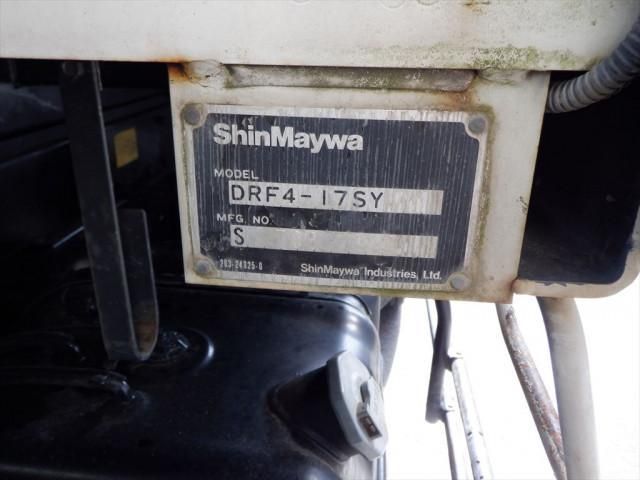 ShinMaywa
MODEL
DRF4-17SY
MFG. NO.
S
ShinMaywa Industries, Ltd.